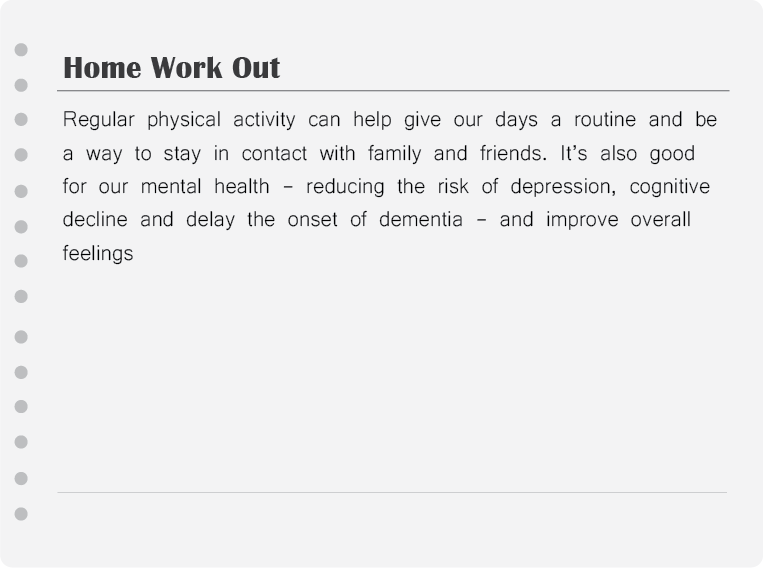 Home Work Out
Regular physical activity can help give our days a routine and be
a way to stay in contact with family and friends. It's also good
for our mental health – reducing the risk of depression, cognitive
decline and delay the onset of dementia – and improve overall
feelings